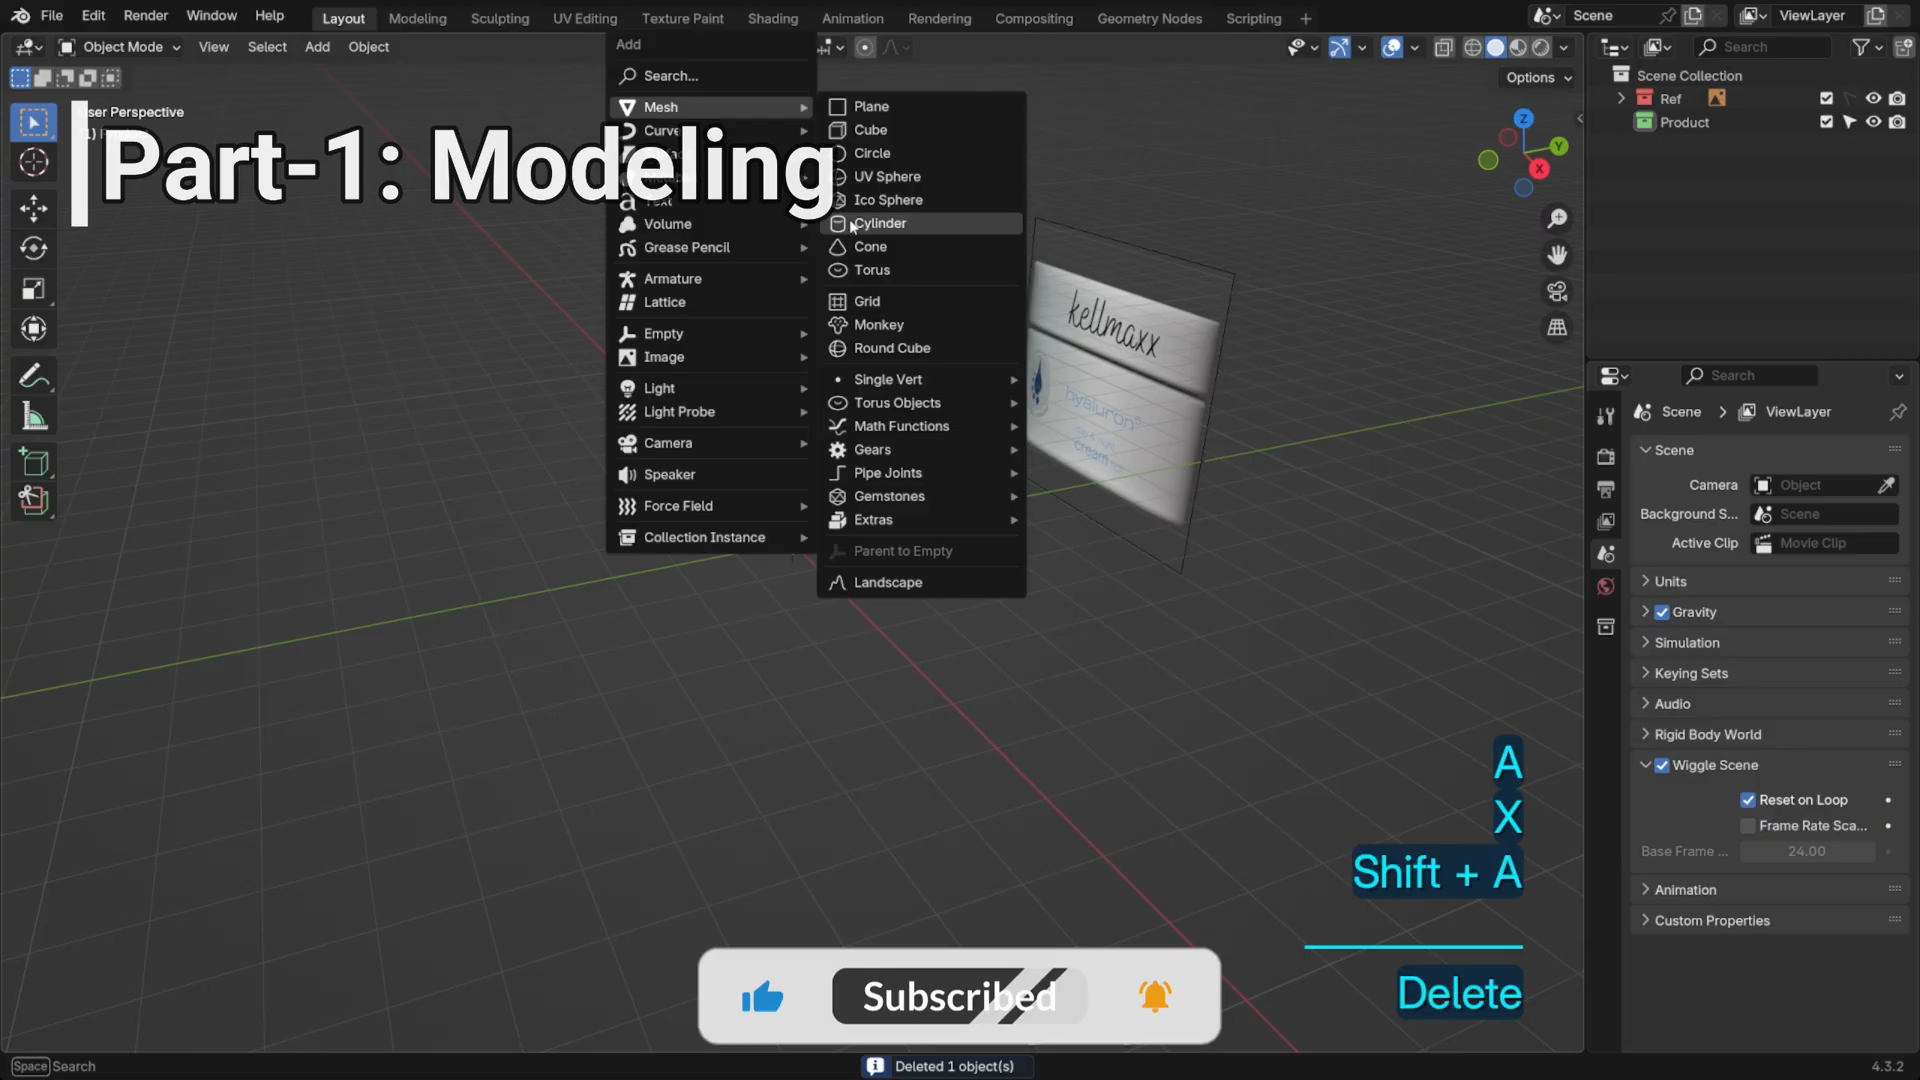 File Edit Render Window Help Layout Modeling Sculpting UV Editing Texture Paint Shading Animation Rendering Compositing Geometry Nodes Scripting + Scene ViewLayer
Object Mode View Select Add Object
Options
User Perspective
Part-1: Modeling
Add
Search...
Mesh
Curve
Text
Volume
Grease Pencil
Armature
Lattice
Empty
Image
Light
Light Probe
Camera
Speaker
Force Field
Collection Instance
Plane
Cube
Circle
UV Sphere
Ico Sphere
Cylinder
Cone
Torus
Grid
Monkey
Round Cube
Single Vert
Torus Objects
Math Functions
Gears
Pipe Joints
Gemstones
Extras
Parent to Empty
Landscape
Z
Y
X
kellmaxx
hyaluron
cream
Search
Scene Collection
Ref
Product
Search
Scene > ViewLayer
Scene
Camera Object
Background S... Scene
Active Clip Movie Clip
Units
Gravity
Simulation
Keying Sets
Audio
Rigid Body World
Wiggle Scene
Reset on Loop
Frame Rate Sca...
Base Frame ... 24.00
Animation
Custom Properties
A
X
Shift + A
Delete
Subscribed
Space Search
Deleted 1 object(s)
4.3.2